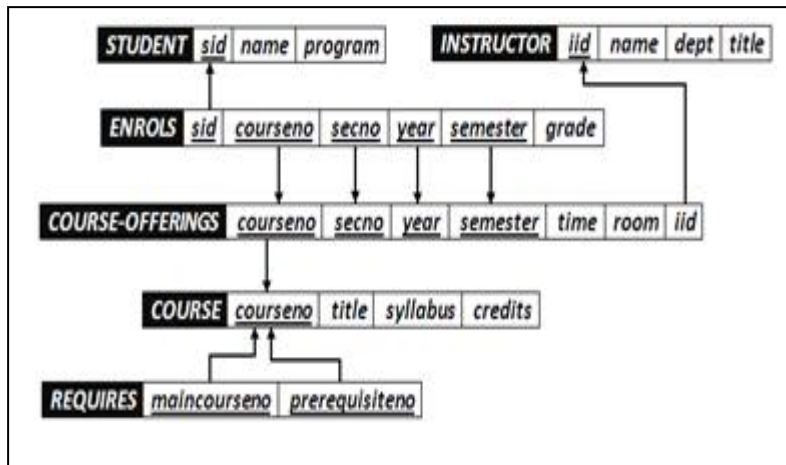 STUDENT sid name program INSTRUCTOR iid name dept title
ENROLS sid courseno secno year semester grade
COURSE-OFFERINGS courseno secno year semester time room iid
COURSE courseno title syllabus credits
REQUIRES maincourseno prerequisiteno